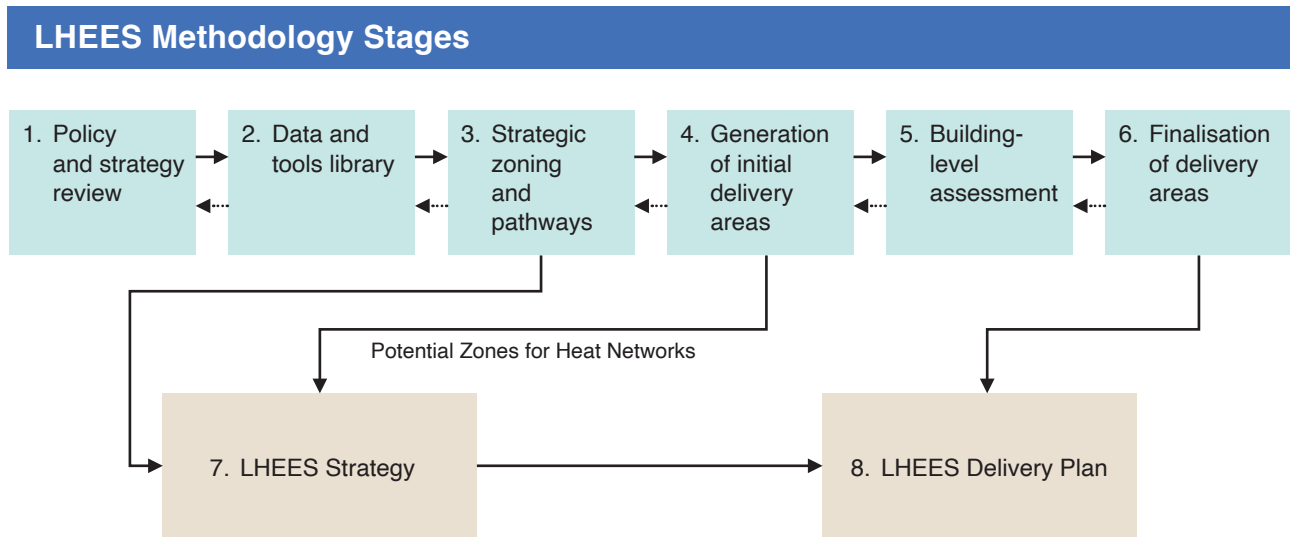 LHEES Methodology Stages
1. Policy
and strategy
review
2. Data and
tools library
3. Strategic
zoning
and
pathways
4. Generation
of initial
delivery
areas
5. Building-
level
assessment
6. Finalisation
of delivery
areas
Potential Zones for Heat Networks
7. LHEES Strategy
8. LHEES Delivery Plan